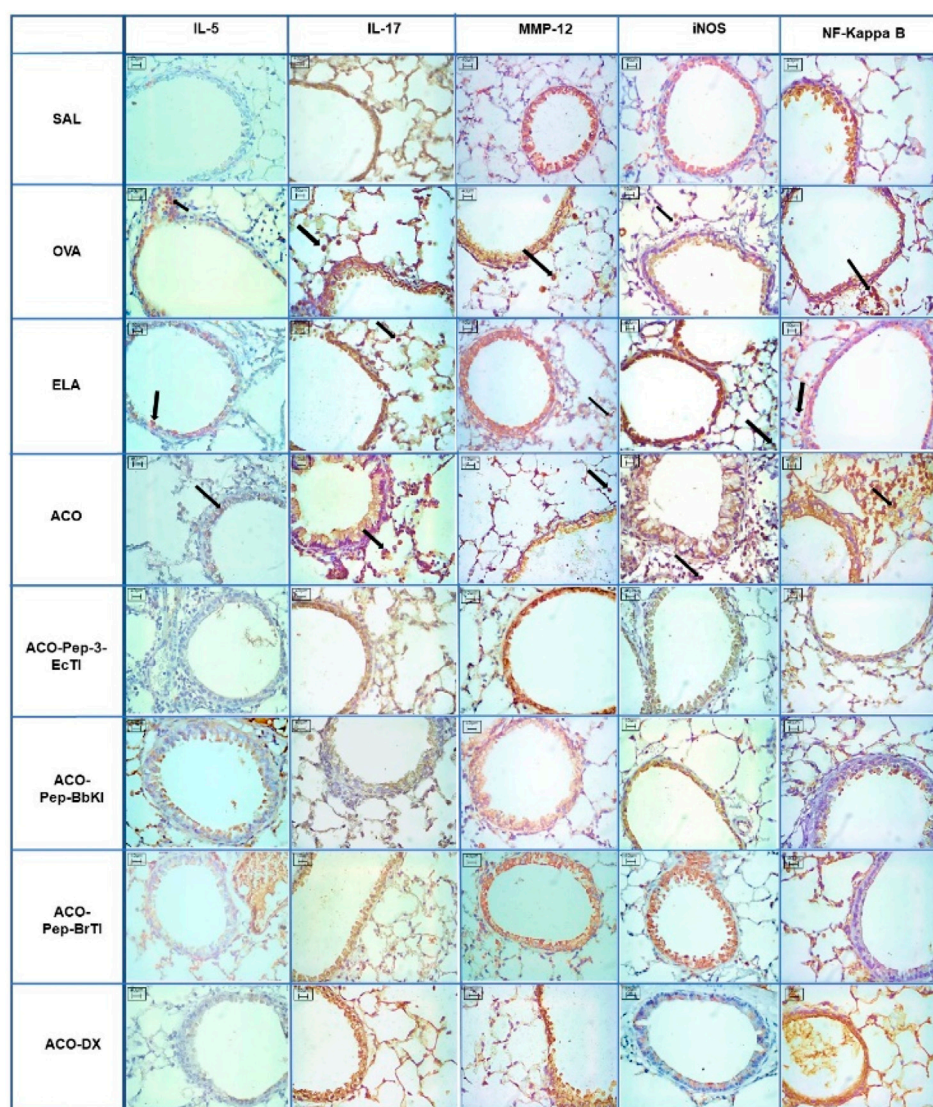 IL-5
IL-17
MMP-12
iNOS
NF-Kappa B
SAL
OVA
ELA
ACO
ACO-Pep-3-
EcTI
ACO-
Pep-BbKI
ACO-
Pep-BrTI
ACO-DX